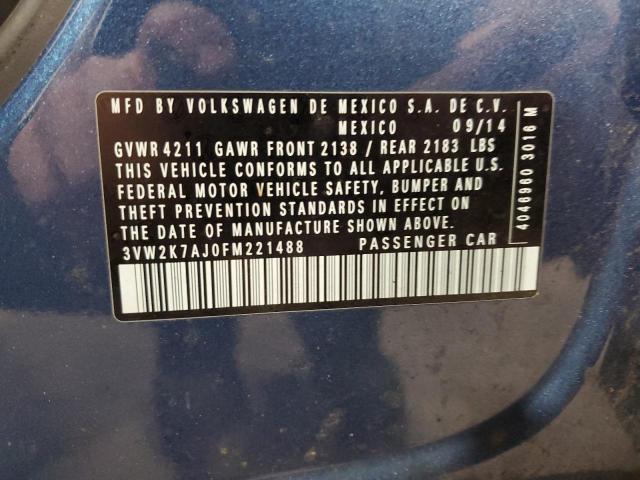 MFD BY VOLKSWAGEN DE MEXICO S.A. DE C.V.
MEXICO 09/14
GVWR 4211 GAWR FRONT 2138 / REAR 2183 LBS
THIS VEHICLE CONFORMS TO ALL APPLICABLE U.S.
FEDERAL MOTOR VEHICLE SAFETY, BUMPER AND
THEFT PREVENTION STANDARDS IN EFFECT ON
THE DATE OF MANUFACTURE SHOWN ABOVE.
3VW2K7AJ0FM221488 PASSENGER CAR
4046960 3016 M